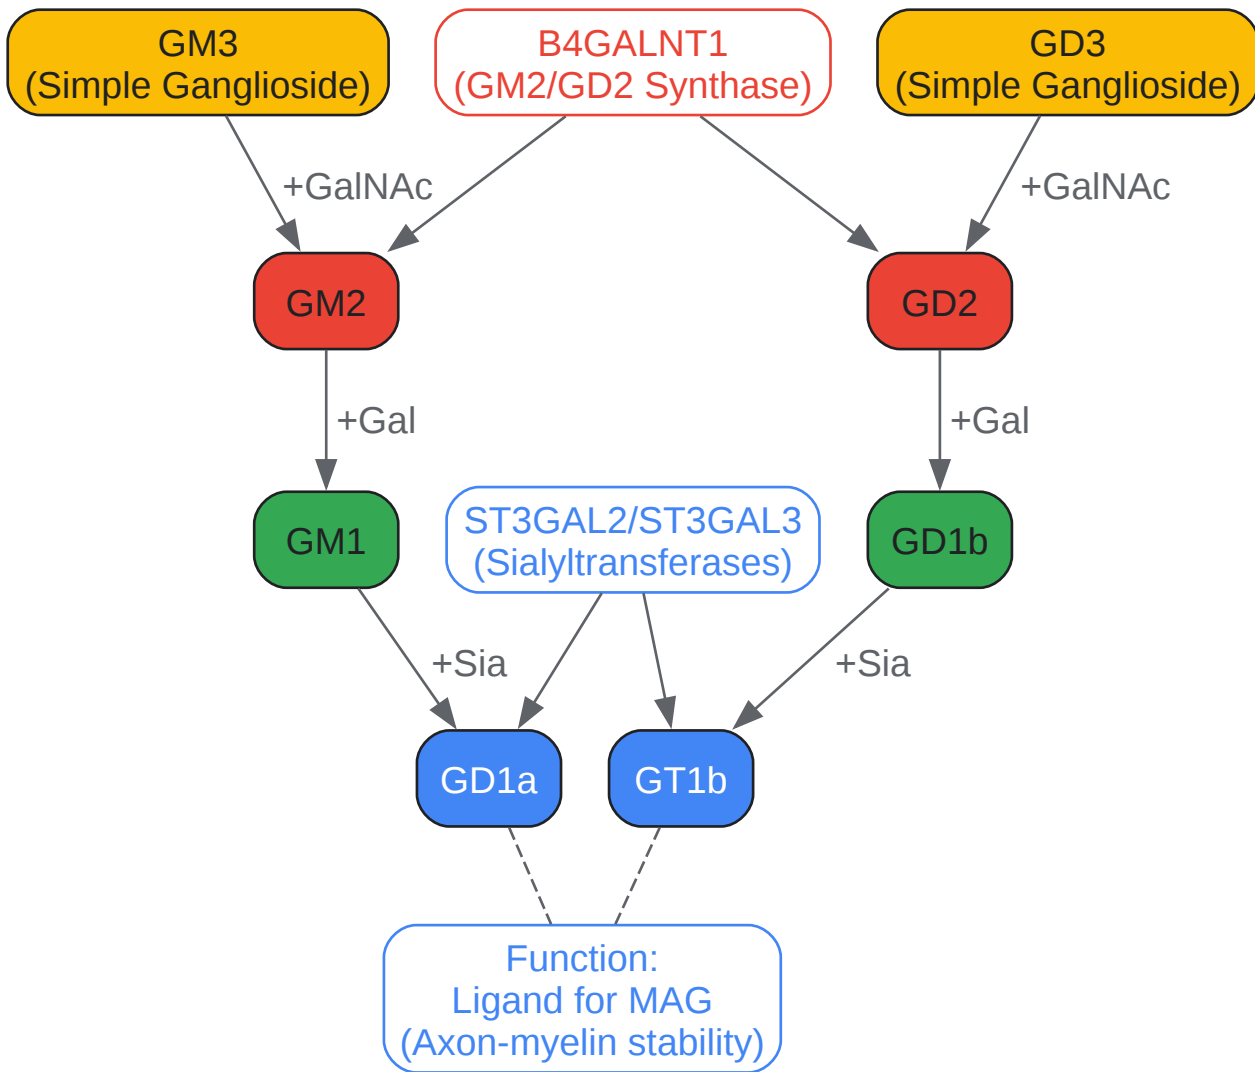 GM3
(Simple Ganglioside)
B4GALNT1
(GM2/GD2 Synthase)
GD3
(Simple Ganglioside)
+GalNAc
+GalNAc
GM2
GD2
+Gal
+Gal
GM1
ST3GAL2/ST3GAL3
(Sialyltransferases)
GD1b
+Sia
+Sia
GD1a
GT1b
Function:
Ligand for MAG
(Axon-myelin stability)